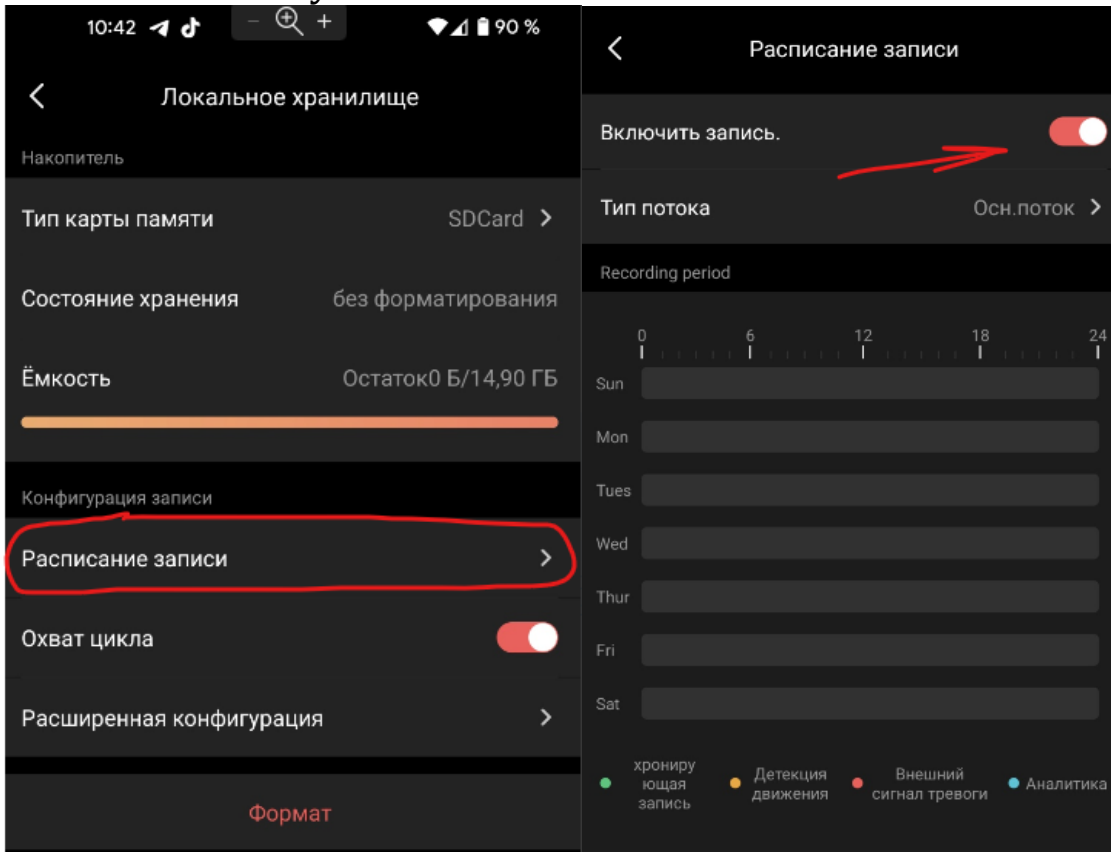 10:42
90 %
Локальное хранилище
Накопитель
Тип карты памяти SDCard
Состояние хранения без форматирования
Ёмкость Остаток0 Б/14,90 ГБ
Конфигурация записи
Расписание записи
Охват цикла
Расширенная конфигурация
Формат
Расписание записи
Включить запись.
Тип потока Осн.поток
Recording period
0 6 12 18 24
Sun
Mon
Tues
Wed
Thur
Fri
Sat
хрониру
ющая
запись
Детекция
движения
Внешний
сигнал тревоги
Аналитика